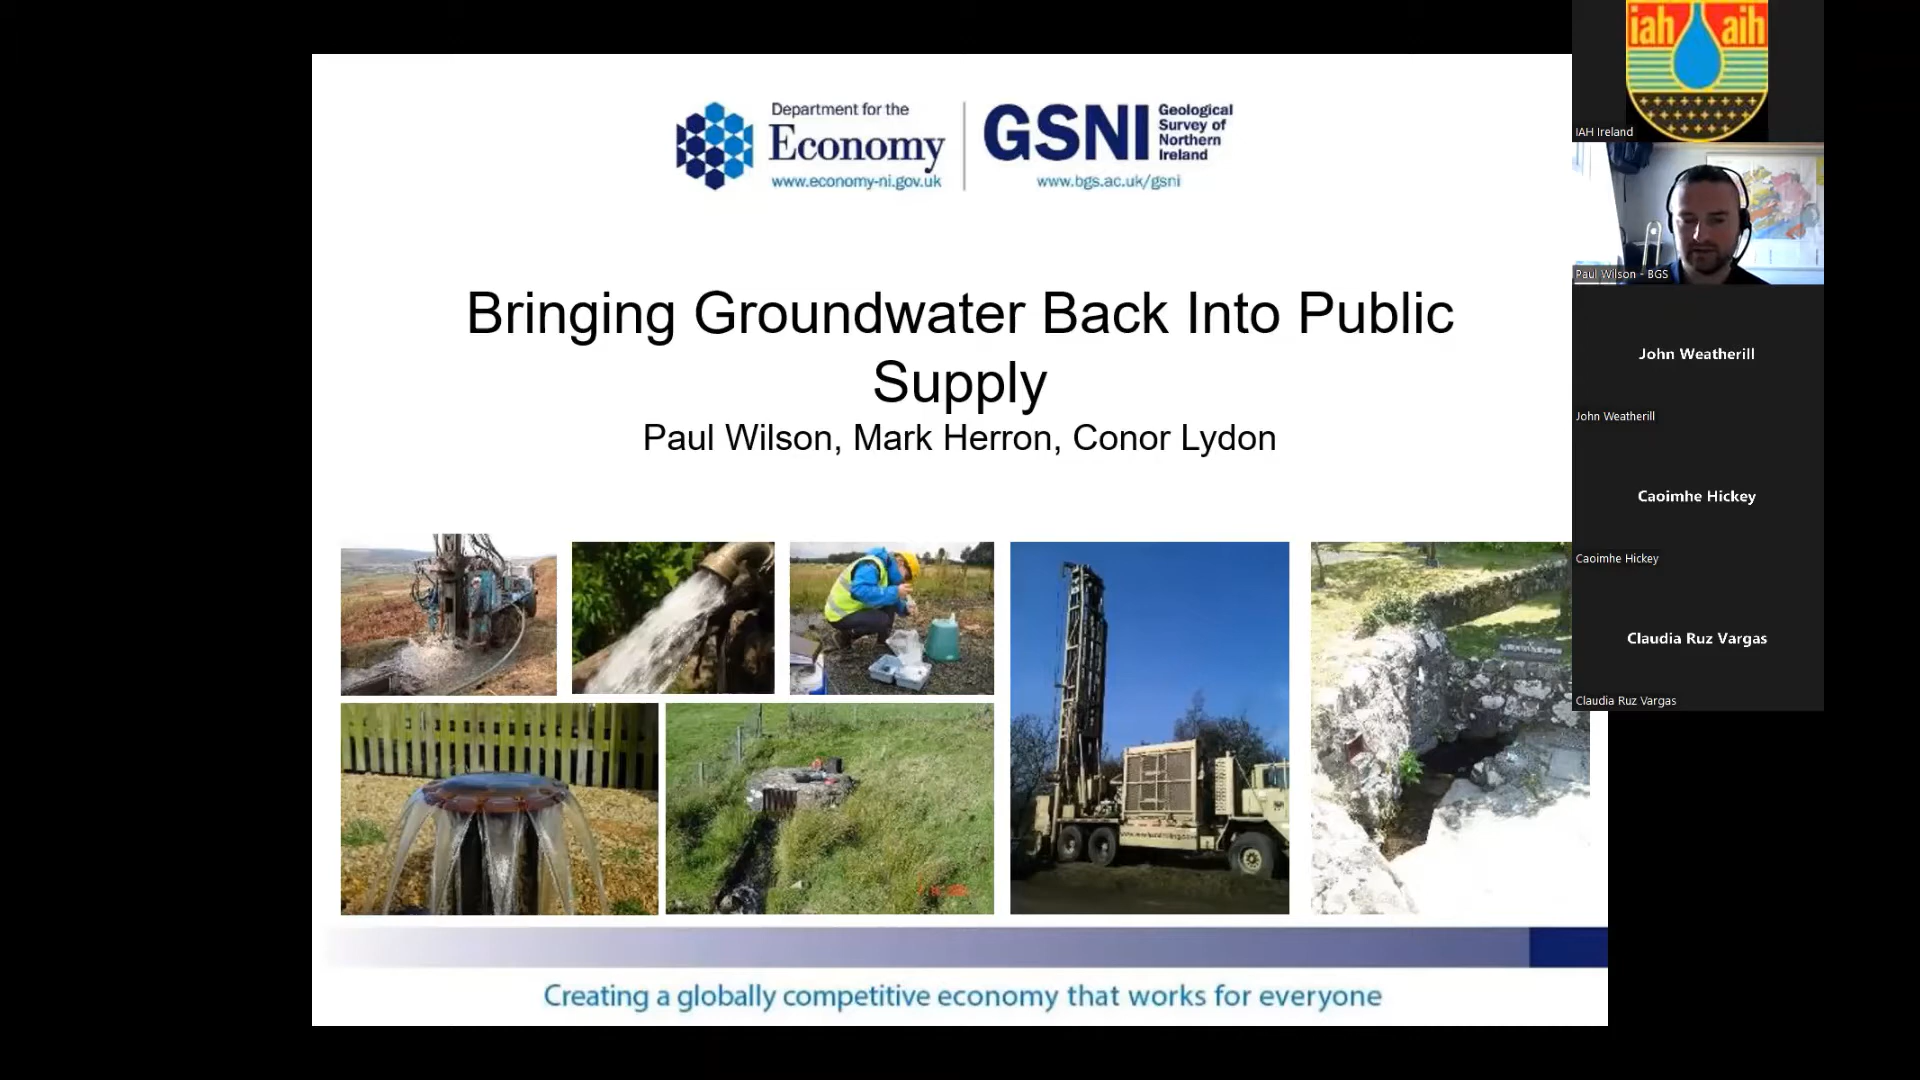 Department for the
Economy
www.economy-ni.gov.uk
GSNI
Geological
Survey of
Northern
Ireland
www.bgs.ac.uk/gsni
Bringing Groundwater Back Into Public
Supply
Paul Wilson, Mark Herron, Conor Lydon
Creating a globally competitive economy that works for everyone
iah aih
IAH Ireland
Paul Wilson - BGS
John Weatherill
John Weatherill
Caoimhe Hickey
Caoimhe Hickey
Claudia Ruz Vargas
Claudia Ruz Vargas